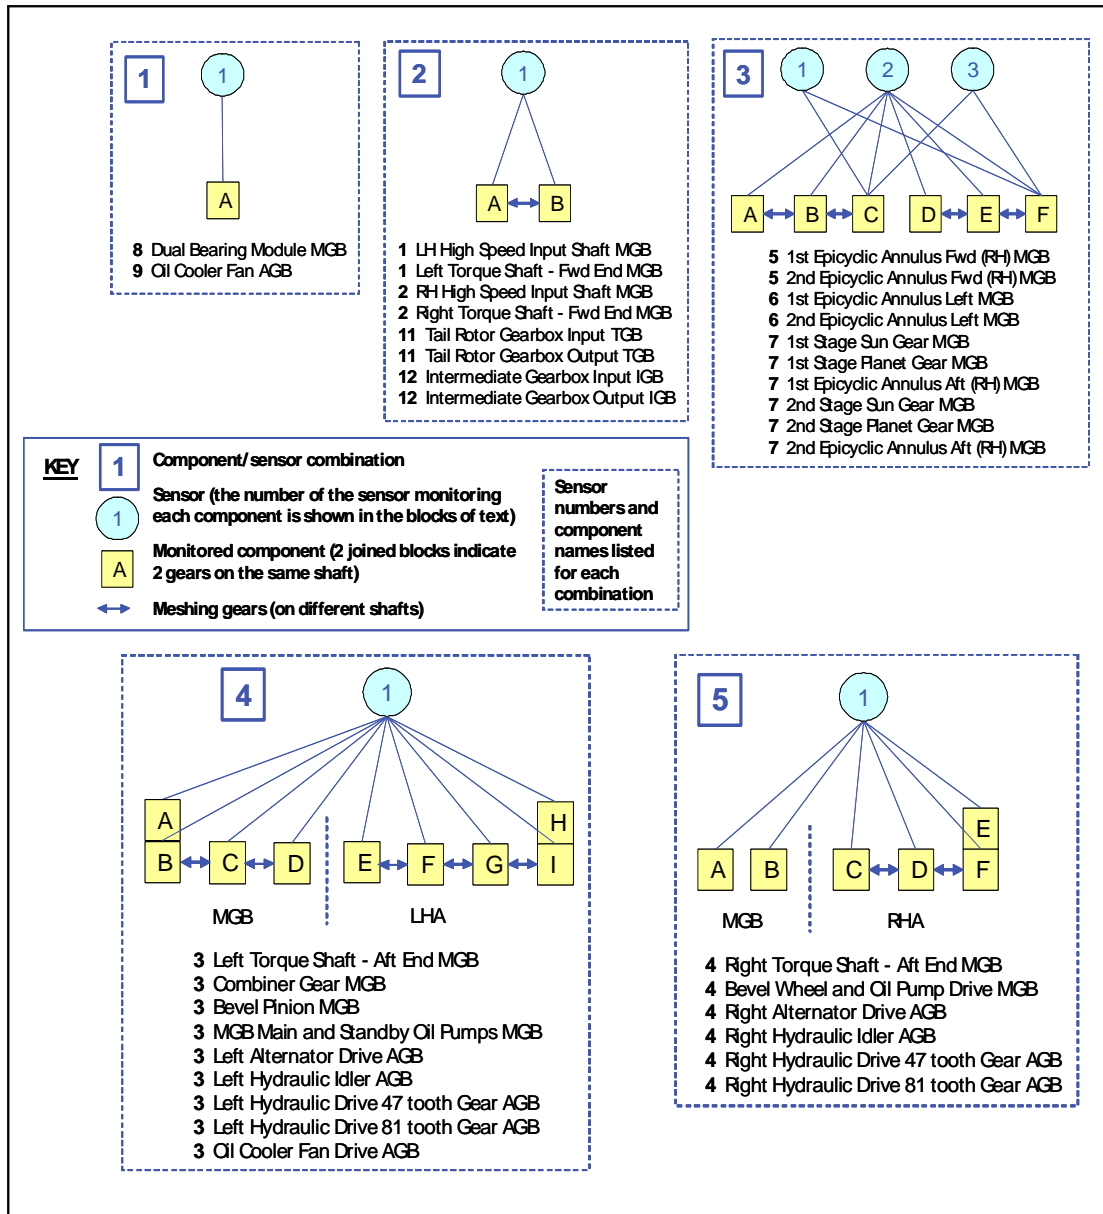 1
1
A
8 Dual Bearing Module MGB
9 Oil Cooler Fan AGB
2
1
A B
1 LH High Speed Input Shaft MGB
1 Left Torque Shaft - Fwd End MGB
2 RH High Speed Input Shaft MGB
2 Right Torque Shaft - Fwd End MGB
11 Tail Rotor Gearbox Input TGB
11 Tail Rotor Gearbox Output TGB
12 Intermediate Gearbox Input IGB
12 Intermediate Gearbox Output IGB
3
1 2 3
A B C D E F
5 1st Epicyclic Annulus Fwd (RH) MGB
5 2nd Epicyclic Annulus Fwd (RH) MGB
6 1st Epicyclic Annulus Left MGB
6 2nd Epicyclic Annulus Left MGB
7 1st Stage Sun Gear MGB
7 1st Stage Planet Gear MGB
7 1st Epicyclic Annulus Aft (RH) MGB
7 2nd Stage Sun Gear MGB
7 2nd Stage Planet Gear MGB
7 2nd Epicyclic Annulus Aft (RH) MGB
KEY
1
Component/sensor combination
1
Sensor (the number of the sensor monitoring
each component is shown in the blocks of text)
A
Monitored component (2 joined blocks indicate
2 gears on the same shaft)
Meshing gears (on different shafts)
Sensor
numbers and
component
names listed
for each
combination
4
1
A H
B C D E F G I
MGB LHA
3 Left Torque Shaft - Aft End MGB
3 Combiner Gear MGB
3 Bevel Pinion MGB
3 MGB Main and Standby Oil Pumps MGB
3 Left Alternator Drive AGB
3 Left Hydraulic Idler AGB
3 Left Hydraulic Drive 47 tooth Gear AGB
3 Left Hydraulic Drive 81 tooth Gear AGB
3 Oil Cooler Fan Drive AGB
5
1
E
A B C D F
MGB RHA
4 Right Torque Shaft - Aft End MGB
4 Bevel Wheel and Oil Pump Drive MGB
4 Right Alternator Drive AGB
4 Right Hydraulic Idler AGB
4 Right Hydraulic Drive 47 tooth Gear AGB
4 Right Hydraulic Drive 81 tooth Gear AGB